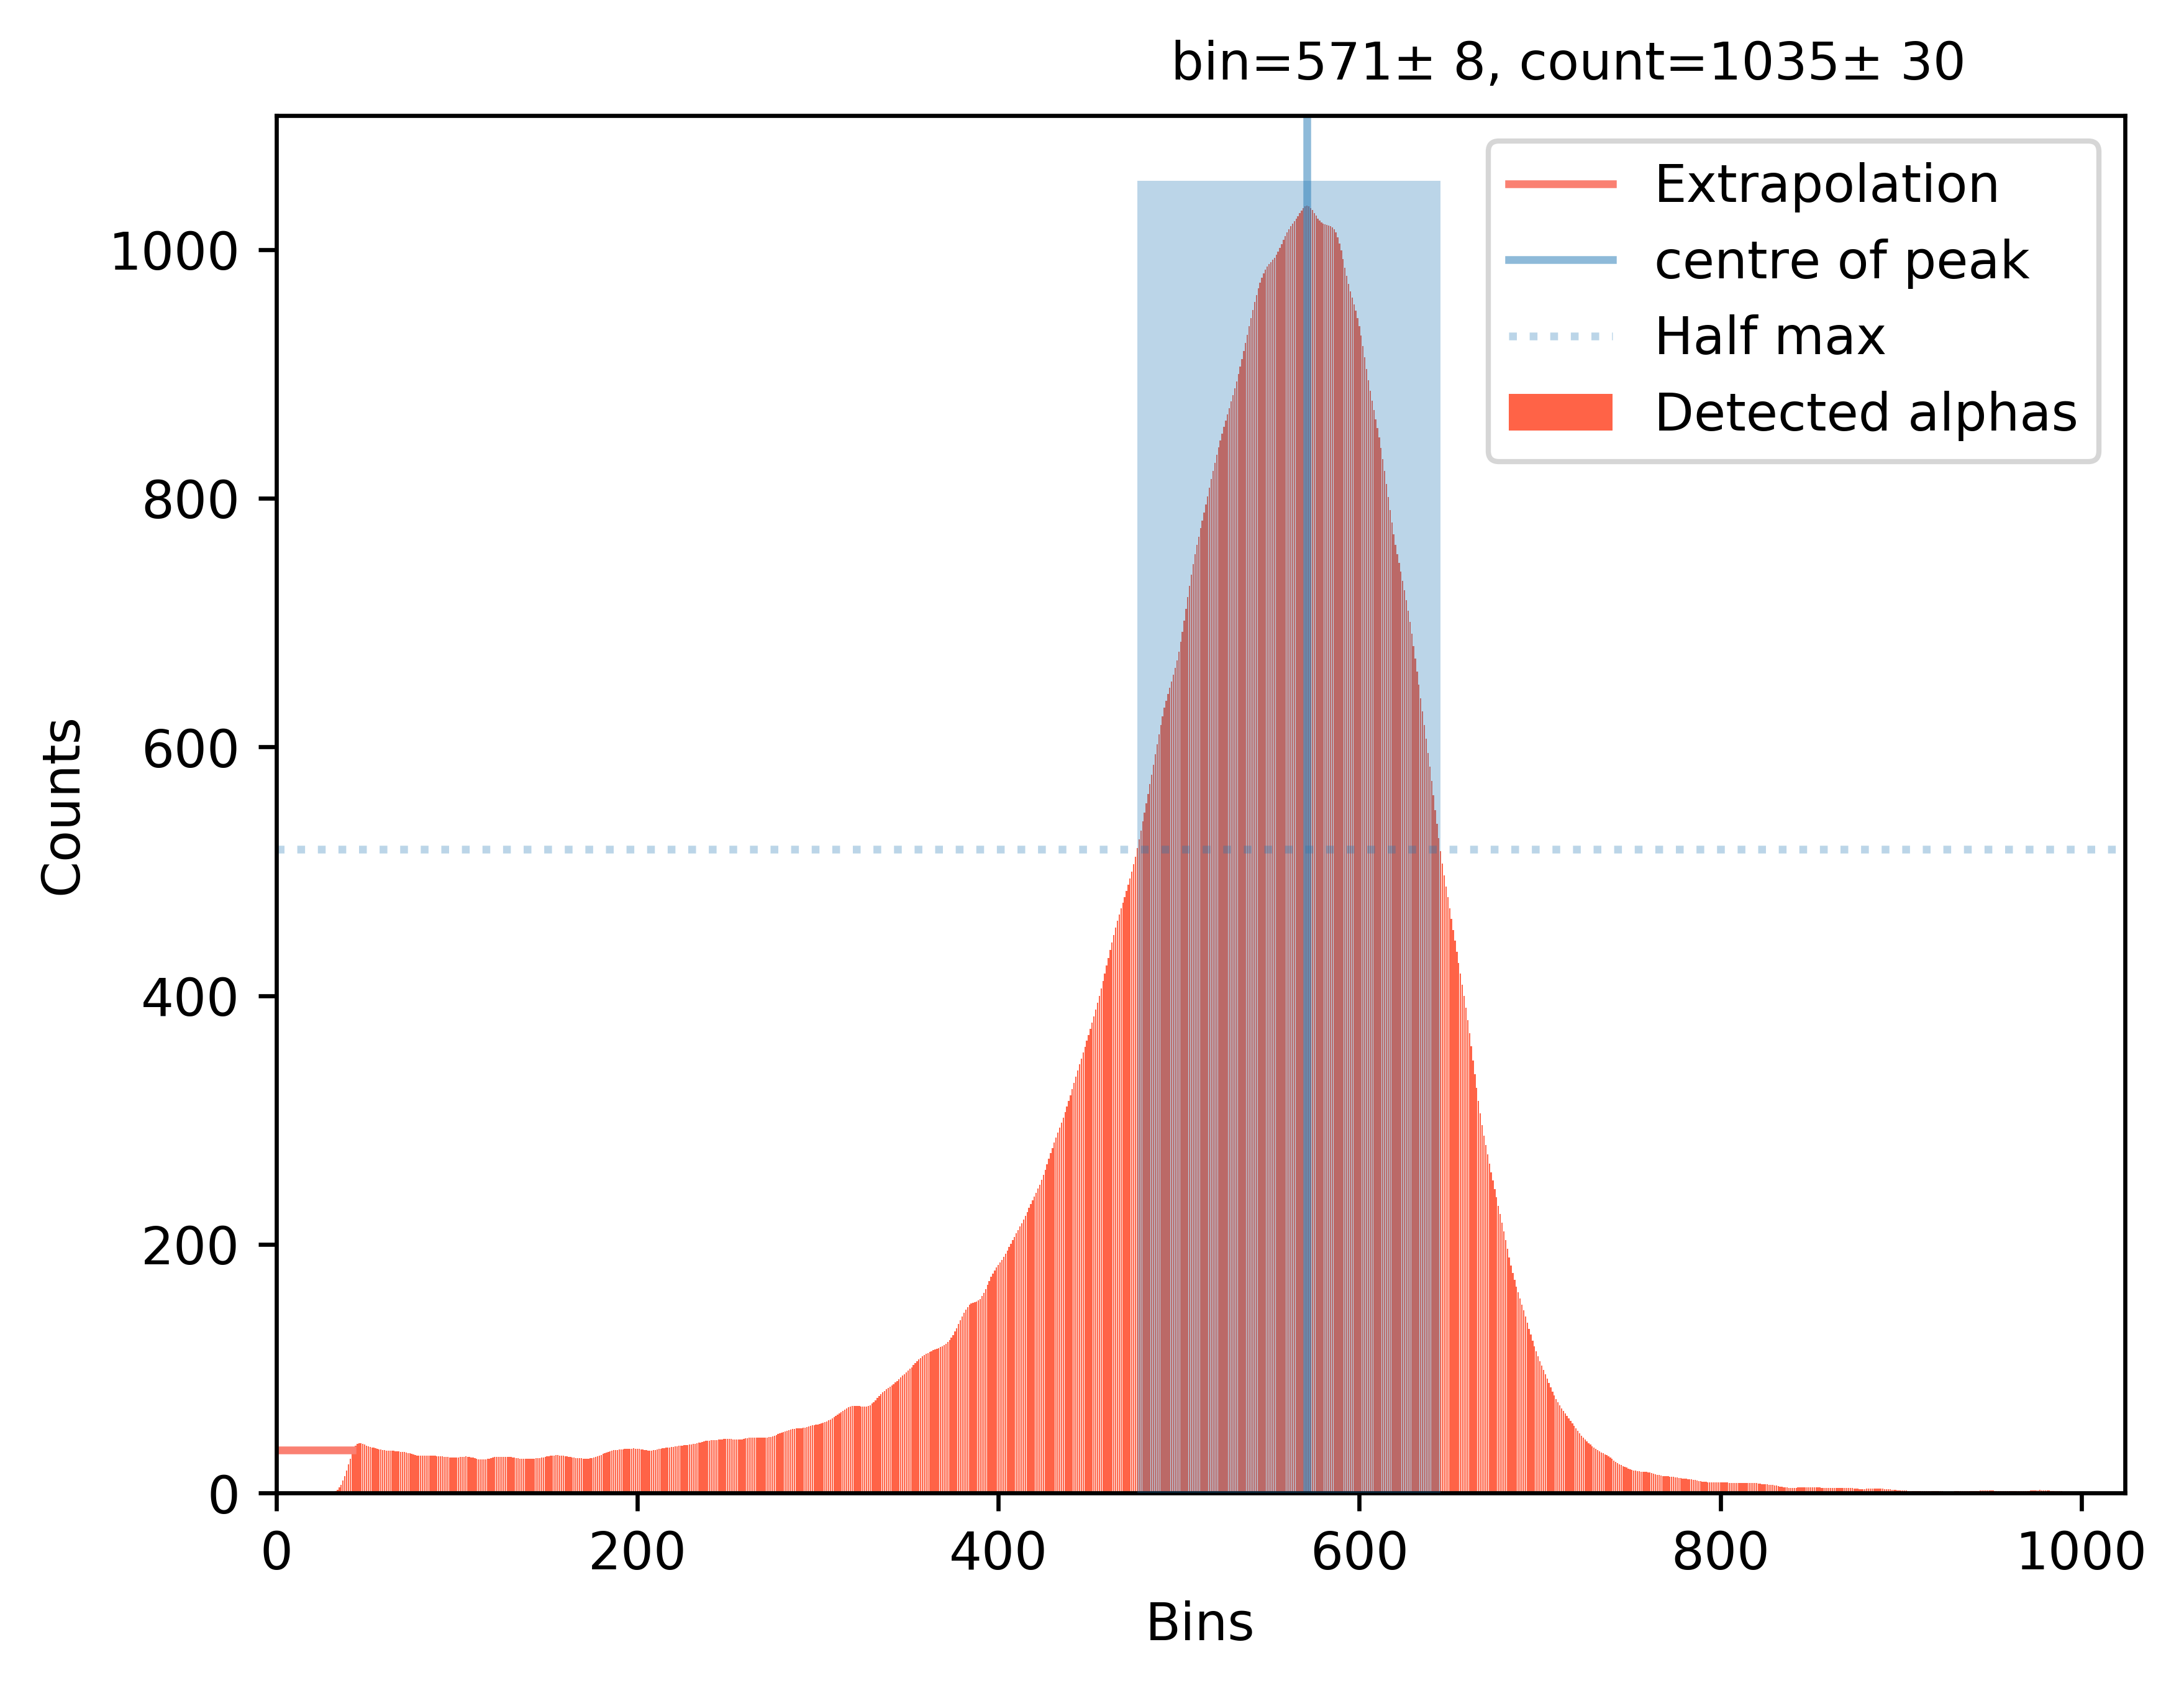 bin=571± 8, count=1035± 30
Extrapolation
centre of peak
Half max
Detected alphas
1000
800
600
400
200
0
Counts
0 200 400 600 800 1000
Bins